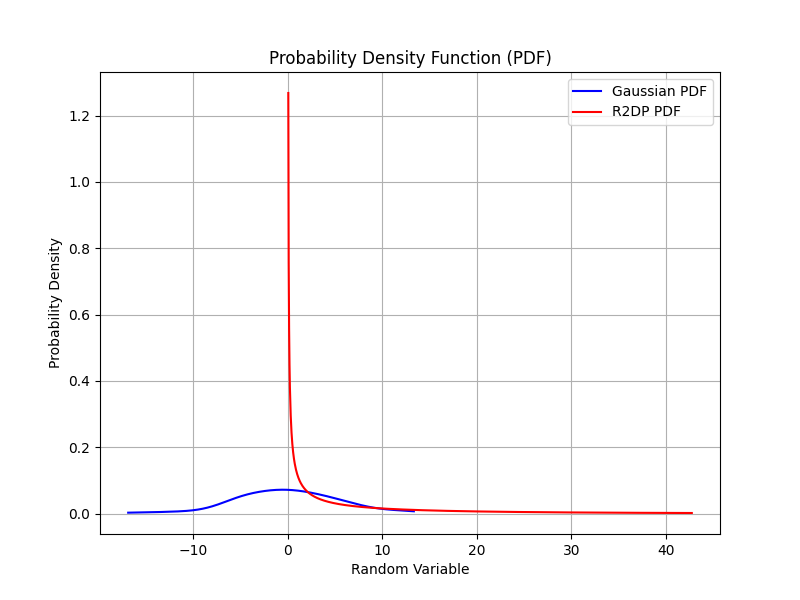 Probability Density Function (PDF)
Gaussian PDF
R2DP PDF
1.2
1.0
0.8
0.6
0.4
0.2
0.0
Probability Density
−10
0
10
20
30
40
Random Variable